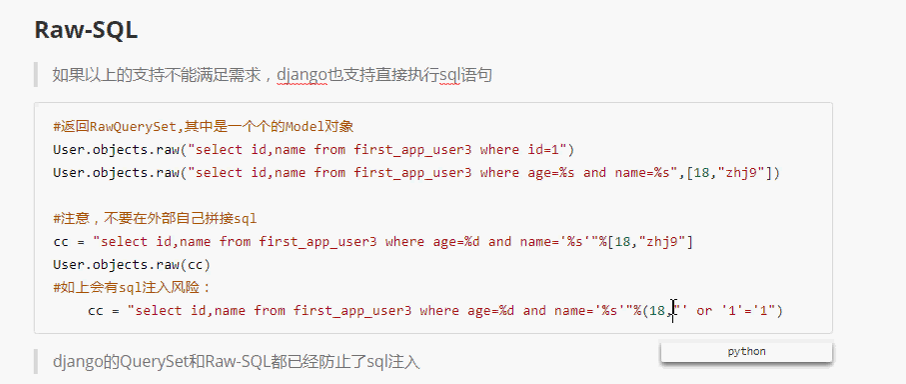 Raw-SQL
如果以上的支持不能满足需求，django也支持直接执行sql语句
#返回RawQuerySet,其中是一个个的Model对象
User.objects.raw("select id,name from first_app_user3 where id=1")
User.objects.raw("select id,name from first_app_user3 where age=%s and name=%s",[18,"zhj9"])
#注意，不要在外部自己拼接sql
cc = "select id,name from first_app_user3 where age=%d and name='%s'"%[18,"zhj9"]
User.objects.raw(cc)
#如上会有sql注入风险：
cc = "select id,name from first_app_user3 where age=%d and name='%s'"%(18,"' or '1'='1")
python
django的QuerySet和Raw-SQL都已经防止了sql注入